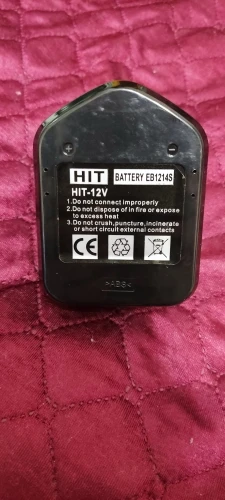 HIT BATTERY EB1214S
HIT-12V
1.Do not connect improperly
2.Do not dispose of in fire or expose
to excess heat
3.Do not crush,puncture,incinerate
or short circuit external contacts
CE
>ABS<